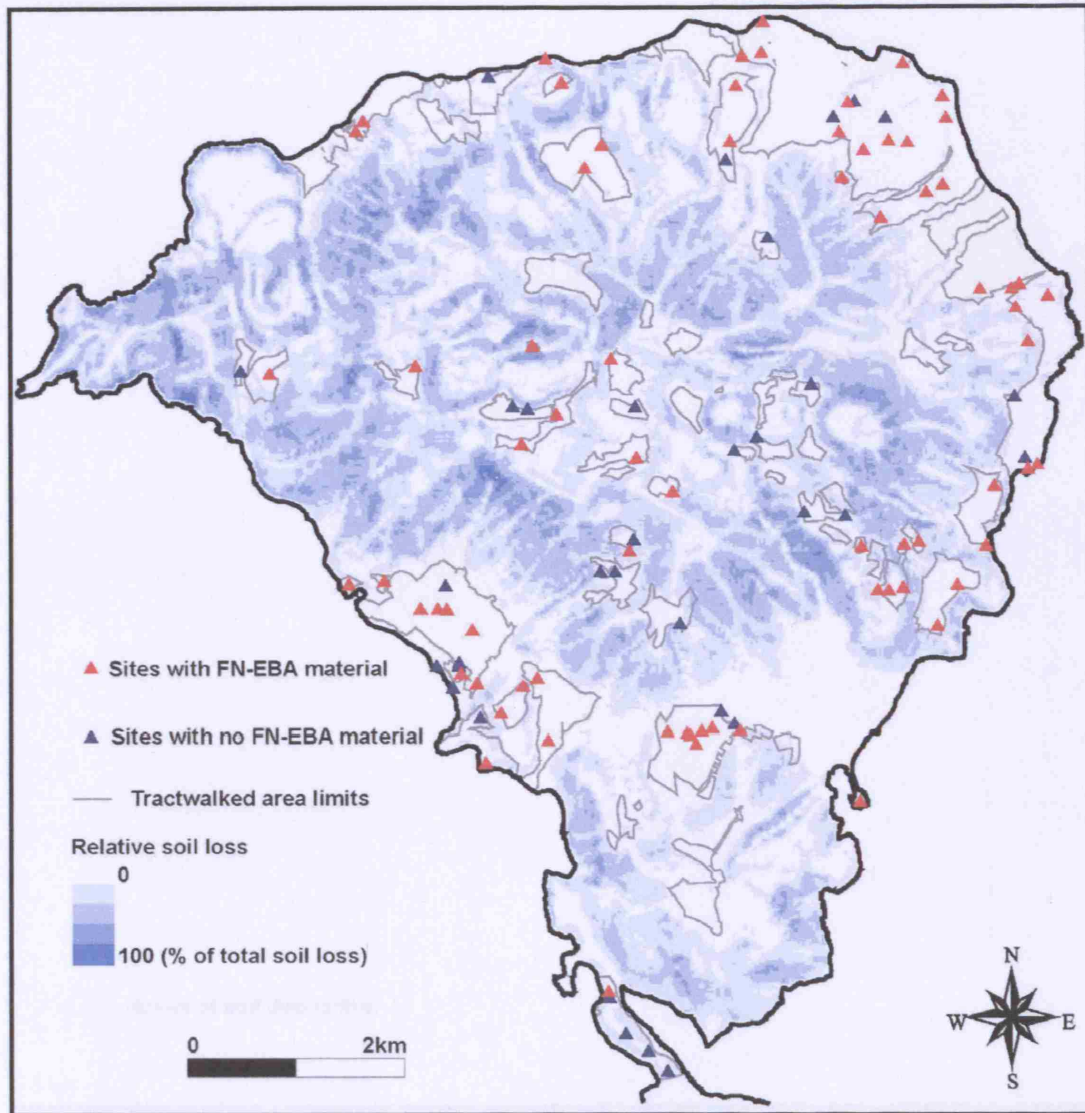 Sites with FN-EBA material
Sites with no FN-EBA material
Tractwalked area limits
Relative soil loss
0
100 (% of total soil loss)
0 2km
N
W E
S